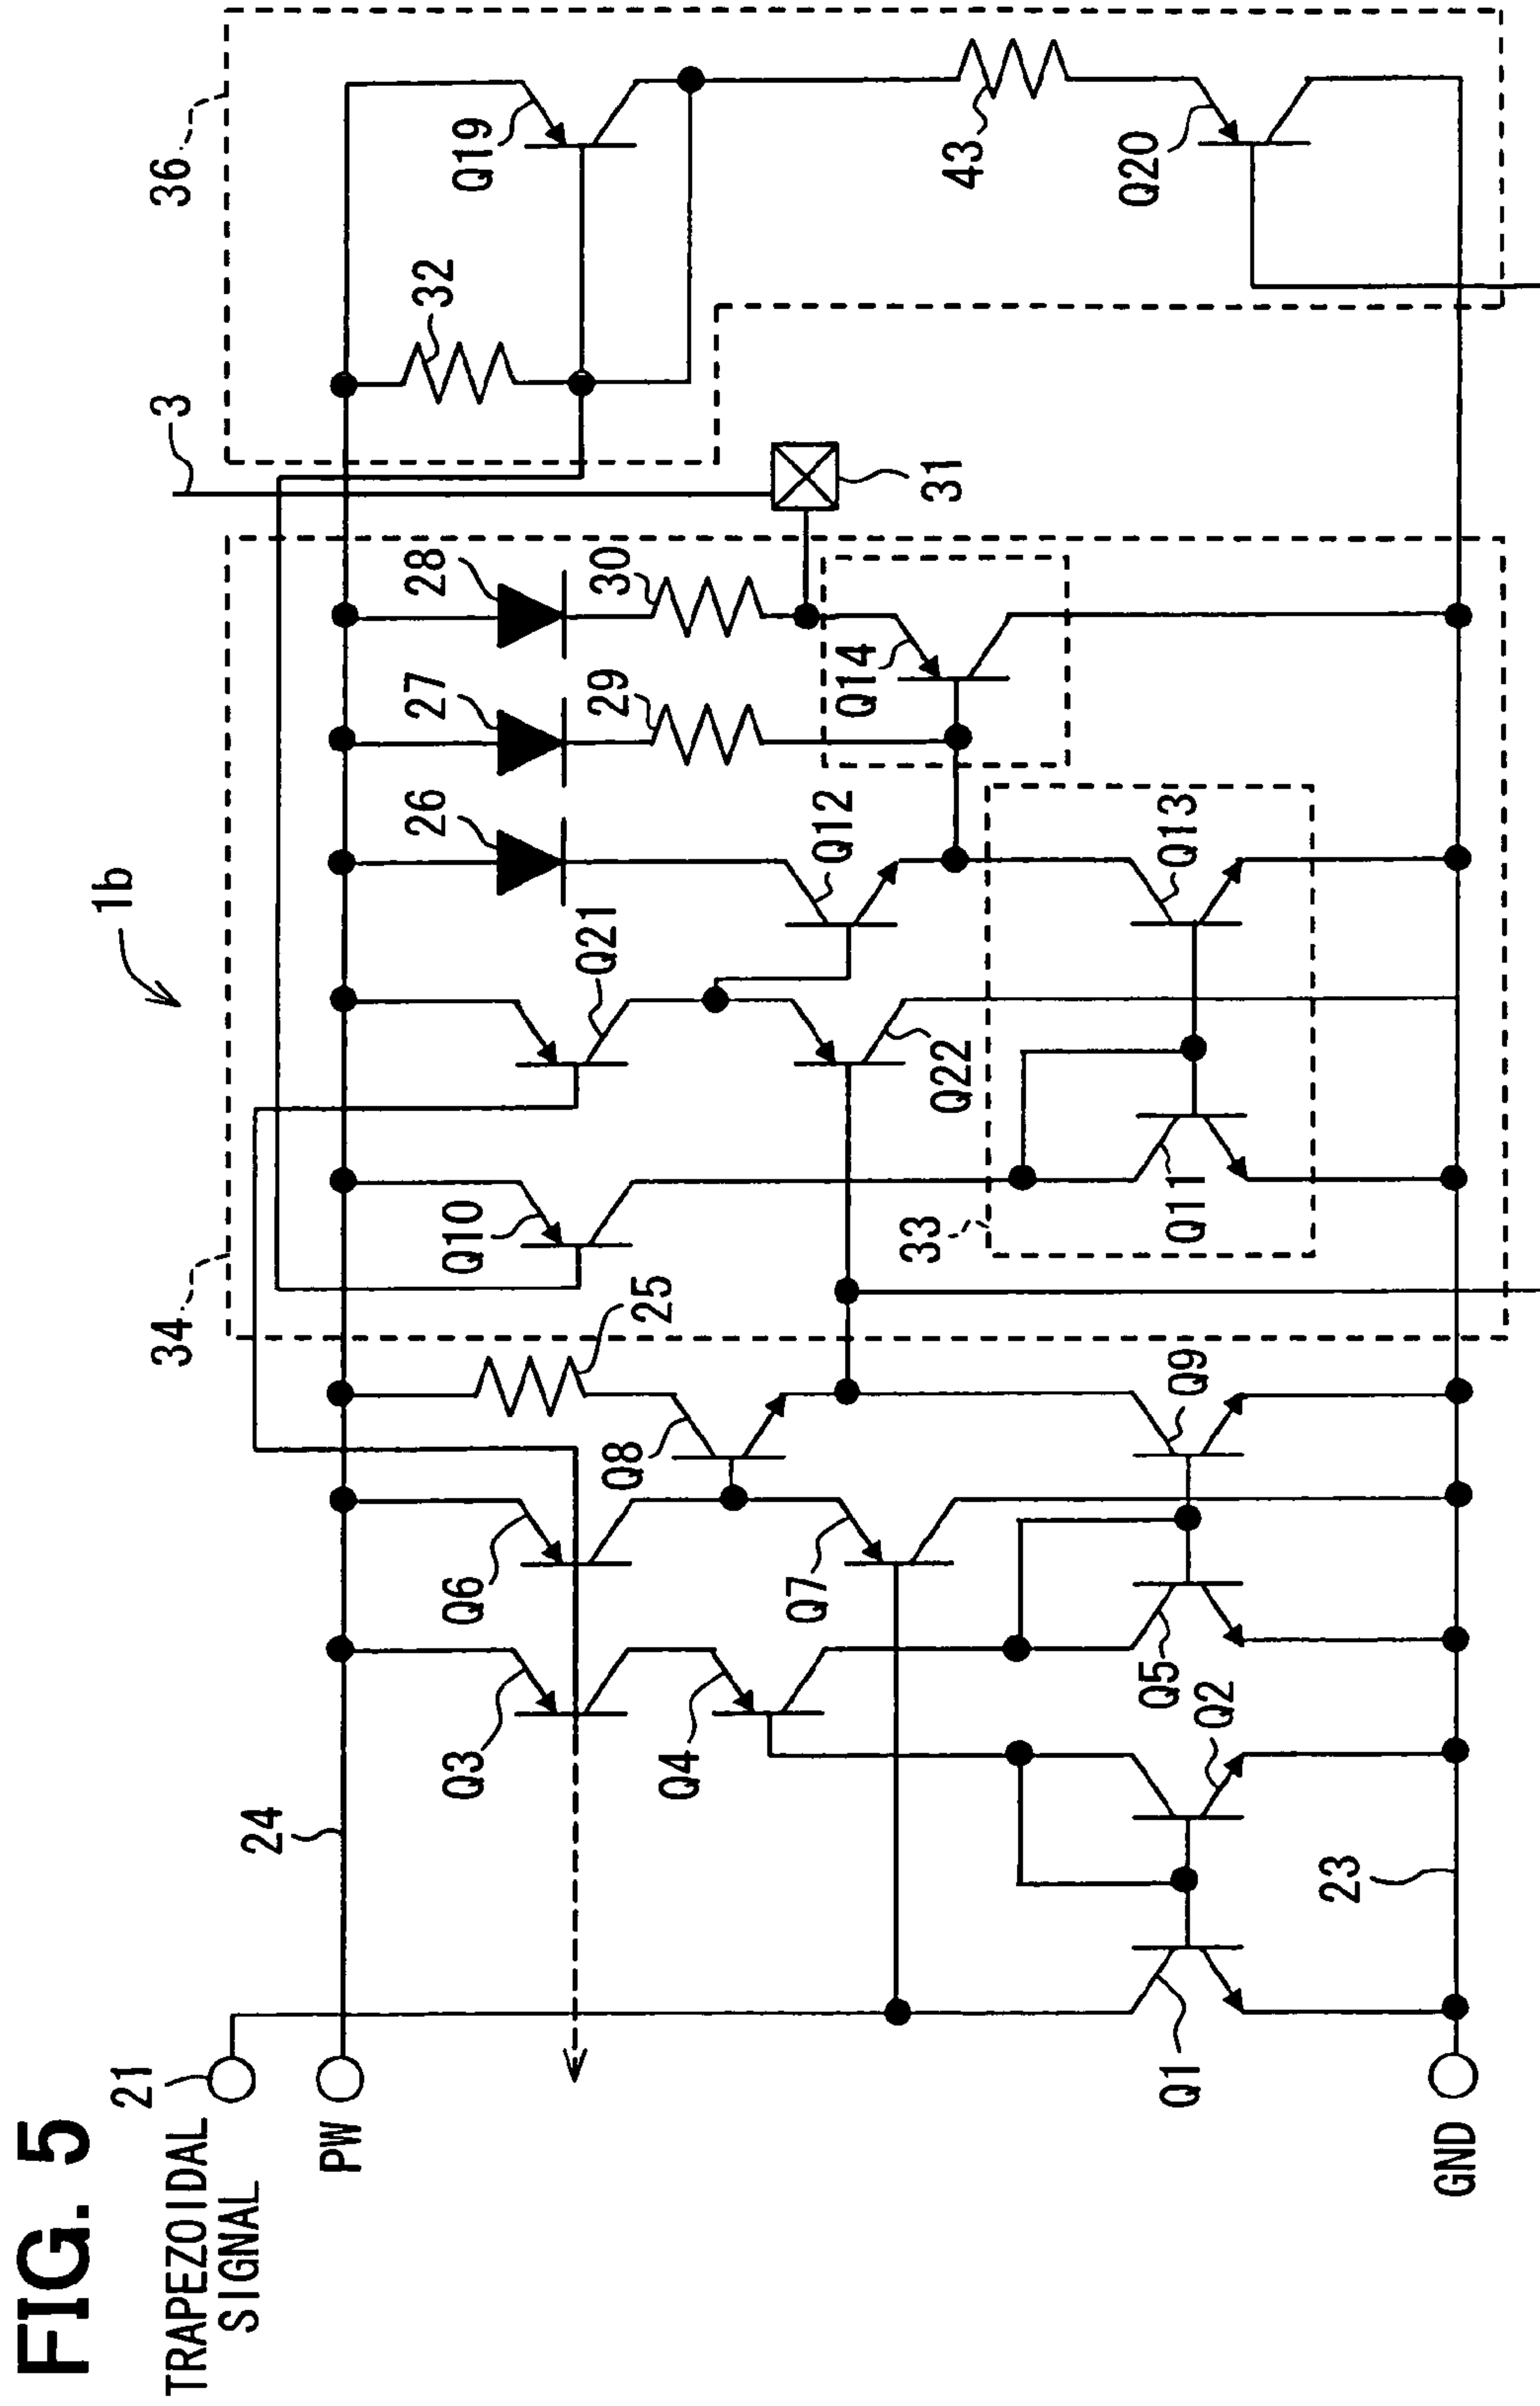 FIG. 5
1b
36
34
3
TRAPEZOIDAL
SIGNAL
21
24
PW
Q3
Q6
Q10
26
27
28
32
Q19
25
Q21
29
30
Q8
Q4
Q7
Q12
Q14
31
43
33
Q22
Q1
Q5
Q2
Q9
Q11
Q13
Q20
23
GND